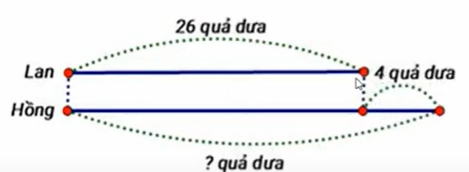 26 quả dưa
Lan
4 quả dưa
Hồng
? quả dưa